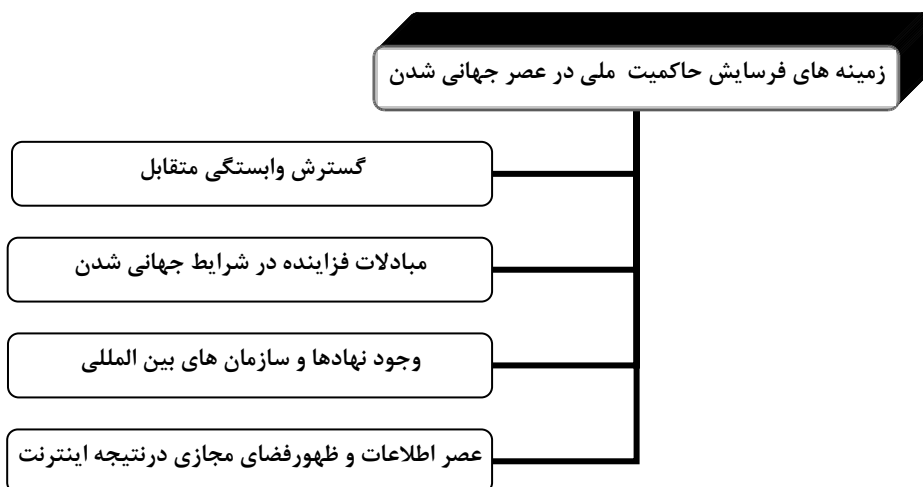 زمینه های فرسایش حاکمیت ملی در عصر جهانی شدن
گسترش وابستگی متقابل
مبادلات فزاینده در شرایط جهانی شدن
وجود نهادها و سازمان های بین المللی
عصر اطلاعات و ظهورفضای مجازی درنتیجه اینترنت